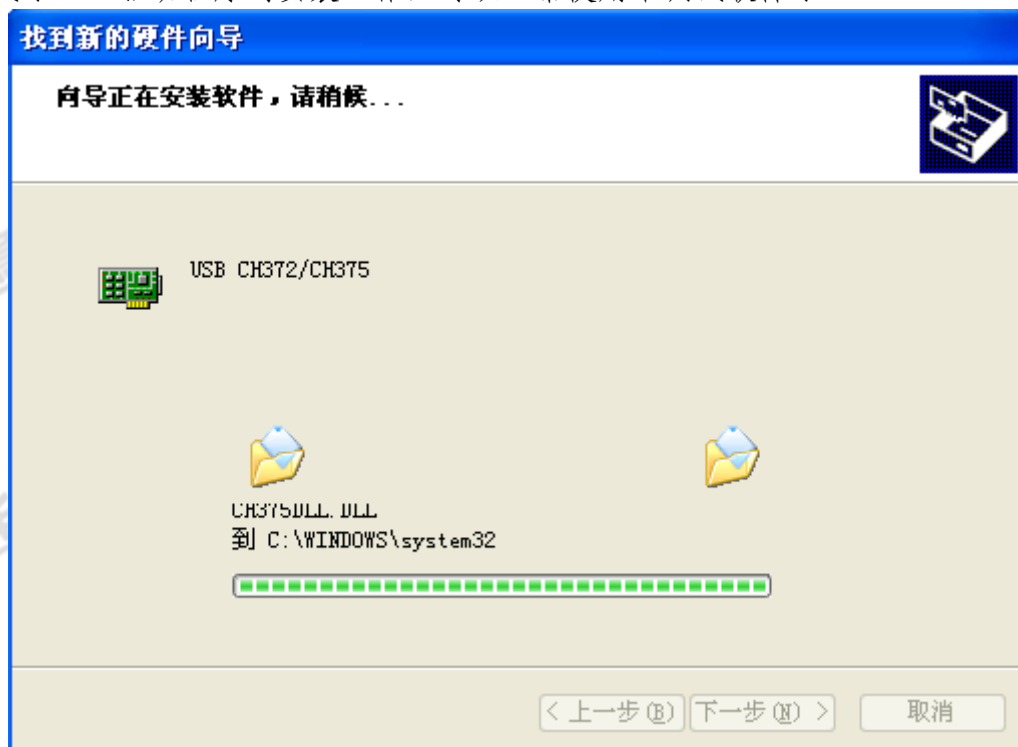 找到新的硬件向导
向导正在安装软件，请稍候...
USB CH372/CH375
CH375DLL.DLL
到 C:\WINDOWS\system32
< 上一步(B) 下一步(N) > 取消